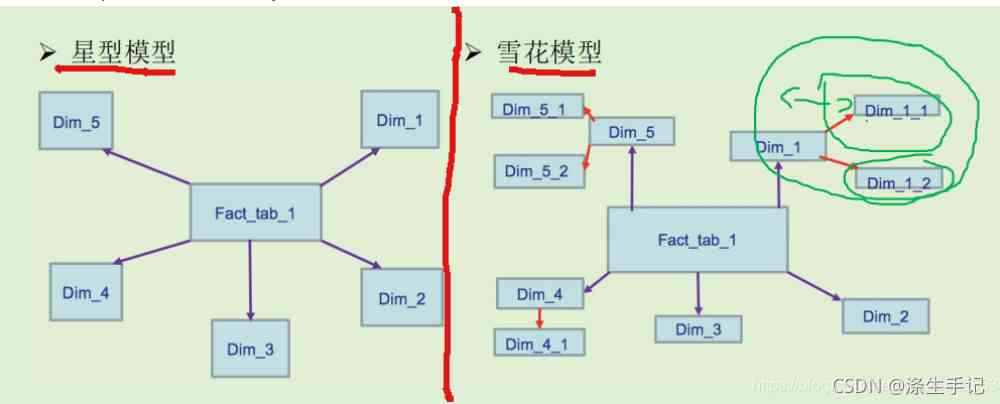 ➢ 星型模型
Dim_5
Dim_1
Fact_tab_1
Dim_4
Dim_2
Dim_3
➢ 雪花模型
Dim_5_1
Dim_5
Dim_5_2
Dim_1_1
Dim_1
Dim_1_2
Fact_tab_1
Dim_4
Dim_4_1
Dim_3
Dim_2
CSDN @涤生手记